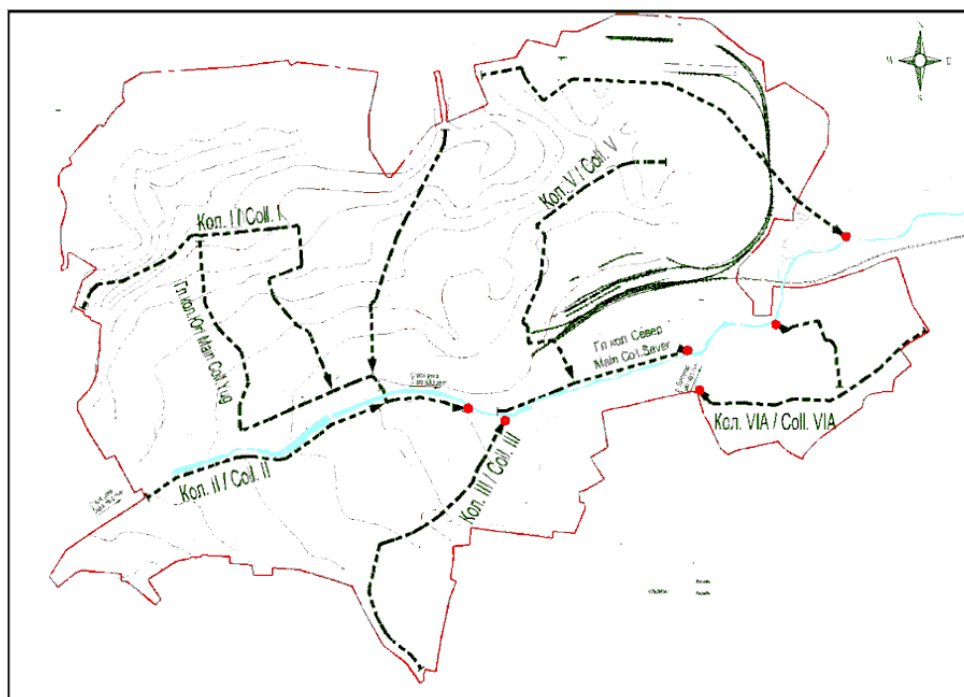 N
W E
S
Кол. V / Coll. V
Кол. I / Coll. I
Гл кол.Юг/ Main Coll.Yug
Гл кол Север
Main Col.Sever
Кол. II / Coll. II
Кол. III / Coll. III
Кол. VIA / Coll. VIA